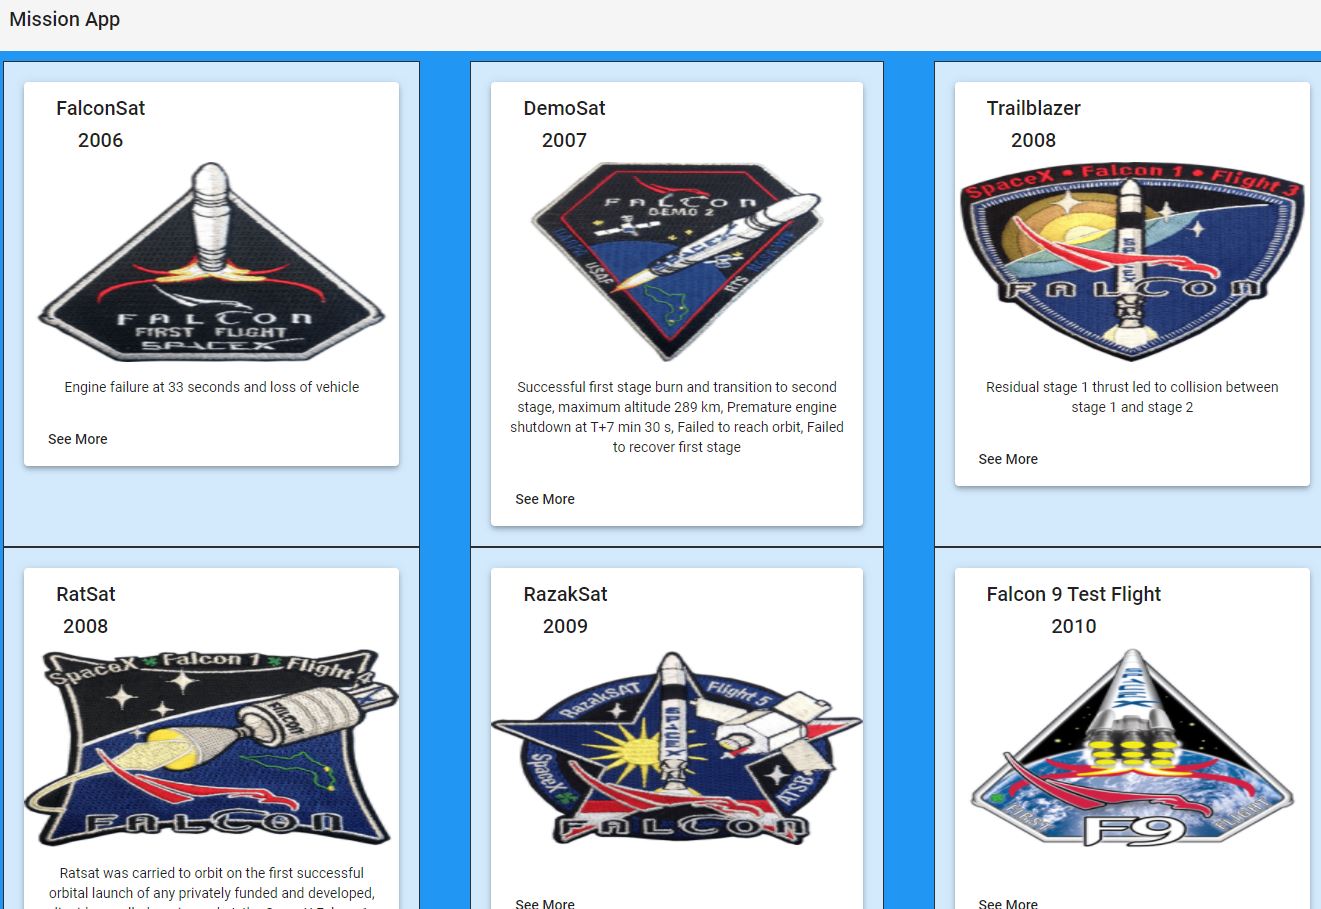 Mission App
FalconSat
2006
FALCON
FIRST FLIGHT
SPACEX
Engine failure at 33 seconds and loss of vehicle
See More
DemoSat
2007
FALCON
DEMO 2
SPACEX
USAF
RTS
Successful first stage burn and transition to second
stage, maximum altitude 289 km, Premature engine
shutdown at T+7 min 30 s, Failed to reach orbit, Failed
to recover first stage
See More
Trailblazer
2008
SpaceX • Falcon 1 • Flight 3
SPACEX
FALCON
Residual stage 1 thrust led to collision between
stage 1 and stage 2
See More
RatSat
2008
SpaceX Falcon 1 Flight 4
FALCON
FALCON
Ratsat was carried to orbit on the first successful
orbital launch of any privately funded and developed,
RazakSat
2009
RazakSAT Flight 5
SPACEX
SpaceX
ATSB
FALCON
See More
Falcon 9 Test Flight
2010
SPACEX
FIRST FLIGHT
F9
See More